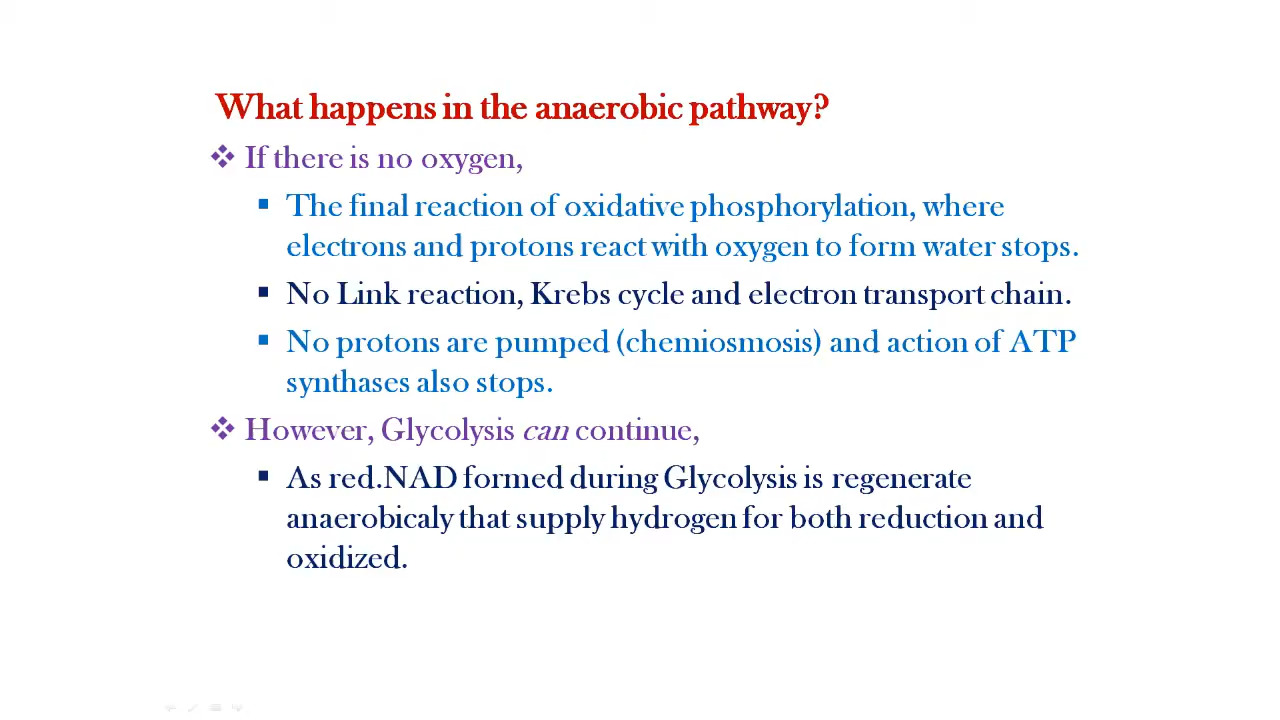 What happens in the anaerobic pathway?
❖ If there is no oxygen,
▪ The final reaction of oxidative phosphorylation, where
electrons and protons react with oxygen to form water stops.
▪ No Link reaction, Krebs cycle and electron transport chain.
▪ No protons are pumped (chemiosmosis) and action of ATP
synthases also stops.
❖ However, Glycolysis can continue,
▪ As red.NAD formed during Glycolysis is regenerate
anaerobicaly that supply hydrogen for both reduction and
oxidized.